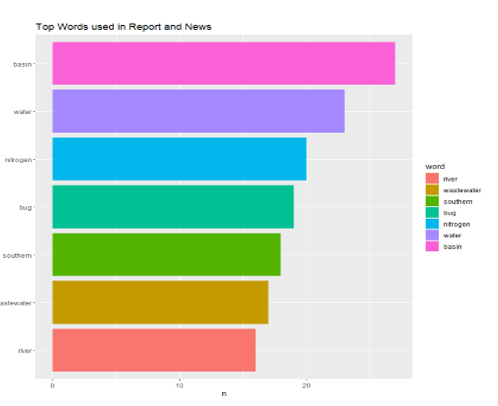 Top Words used in Report and News
basin
water
nitrogen
bug
southern
astewater
river
0 10 20
n
word
river
wastewater
southern
bug
nitrogen
water
basin